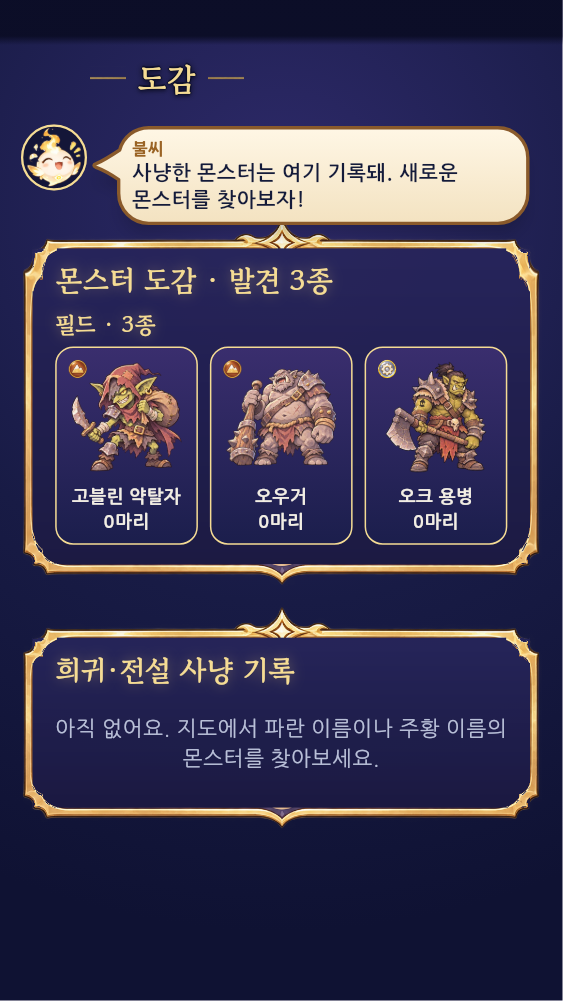 도감
불씨
사냥한 몬스터는 여기 기록돼. 새로운
몬스터를 찾아보자!
몬스터 도감 · 발견 3종
필드 · 3종
고블린 약탈자
0마리
오우거
0마리
오크 용병
0마리
희귀·전설 사냥 기록
아직 없어요. 지도에서 파란 이름이나 주황 이름의
몬스터를 찾아보세요.